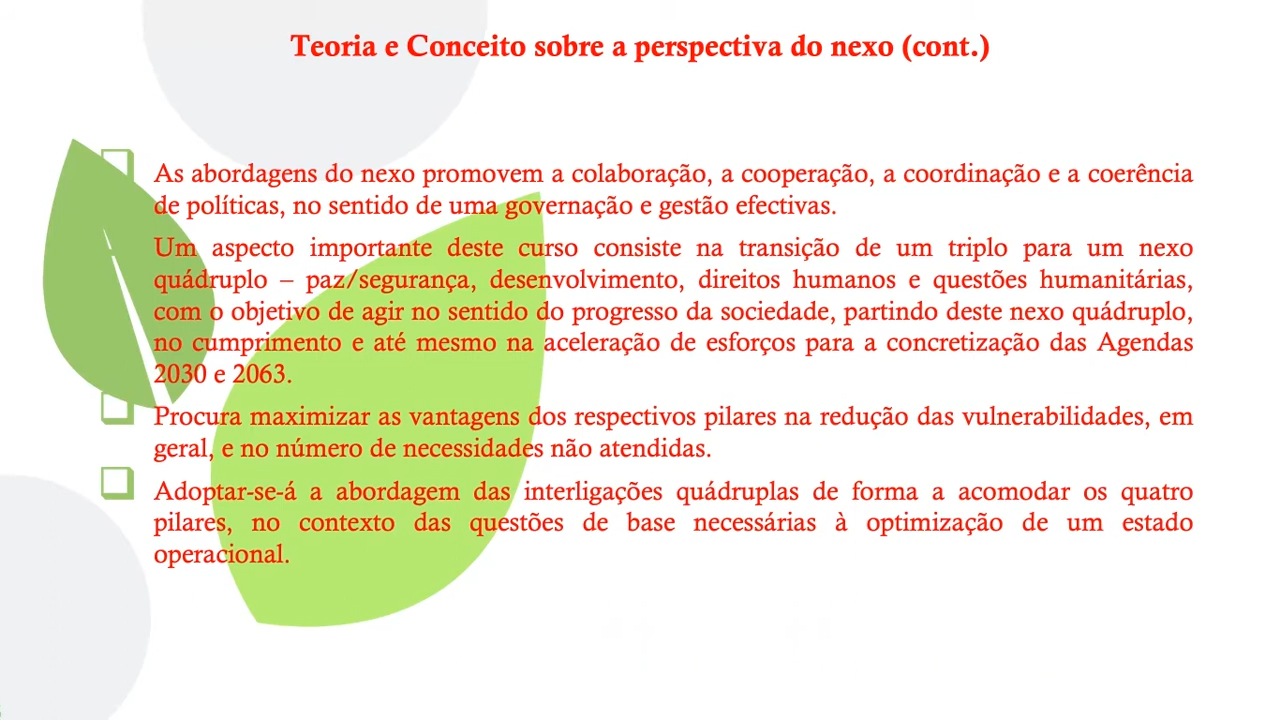 Teoria e Conceito sobre a perspectiva do nexo (cont.)
As abordagens do nexo promovem a colaboração, a cooperação, a coordinação e a coerência
de políticas, no sentido de uma governação e gestão efectivas.
Um aspecto importante deste curso consiste na transição de um triplo para um nexo
quádruplo – paz/segurança, desenvolvimento, direitos humanos e questões humanitárias,
com o objetivo de agir no sentido do progresso da sociedade, partindo deste nexo quádruplo,
no cumprimento e até mesmo na aceleração de esforços para a concretização das Agendas
2030 e 2063.
Procura maximizar as vantagens dos respectivos pilares na redução das vulnerabilidades, em
geral, e no número de necessidades não atendidas.
Adoptar-se-á a abordagem das interligações quádruplas de forma a acomodar os quatro
pilares, no contexto das questões de base necessárias à optimização de um estado
operacional.